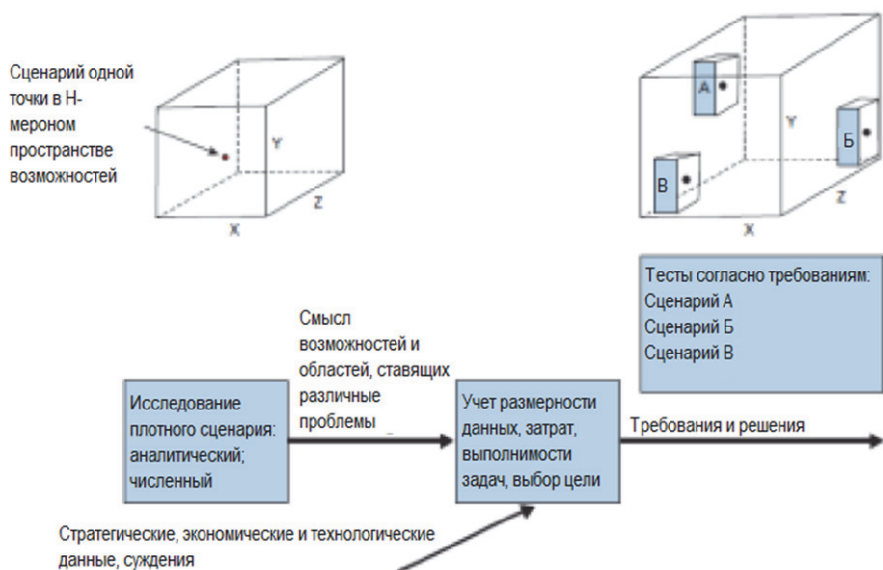 Сценарий одной
точки в Н-
мероном
пространстве
возможностей
Y
Z
X
А
Б
В
Y
Z
X
Тесты согласно требованиям:
Сценарий А
Сценарий Б
Сценарий В
Смысл
возможностей и
областей, ставящих
различные
проблемы
Исследование
плотного сценария:
аналитический;
численный
Учет размерности
данных, затрат,
выполнимости
задач, выбор цели
Требования и решения
Стратегические, экономические и технологические
данные, суждения